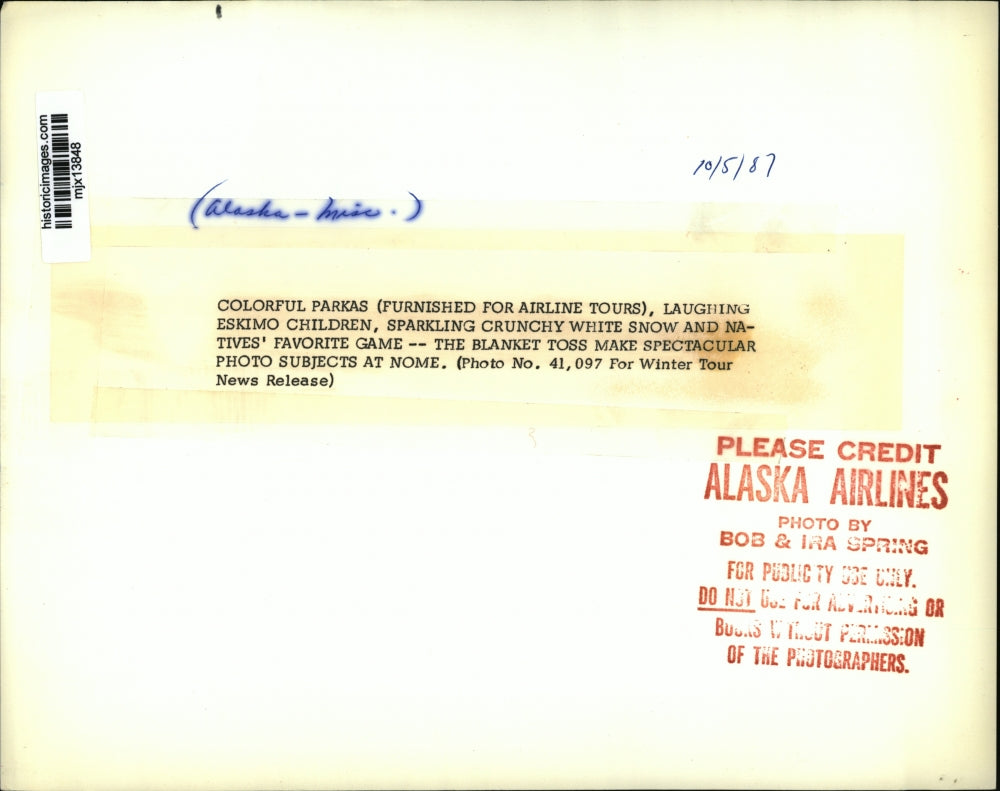 historicimages.com
mjx13848
10/5/87
(Alaska - misc.)
COLORFUL PARKAS (FURNISHED FOR AIRLINE TOURS), LAUGHING
ESKIMO CHILDREN, SPARKLING CRUNCHY WHITE SNOW AND NA-
TIVES' FAVORITE GAME -- THE BLANKET TOSS MAKE SPECTACULAR
PHOTO SUBJECTS AT NOME. (Photo No. 41,097 For Winter Tour
News Release)
PLEASE CREDIT
ALASKA AIRLINES
PHOTO BY
BOB & IRA SPRING
FOR PUBLICITY USE ONLY.
DO NOT USE FOR ADVERTISING OR
BOOKS WITHOUT PERMISSION
OF THE PHOTOGRAPHERS.